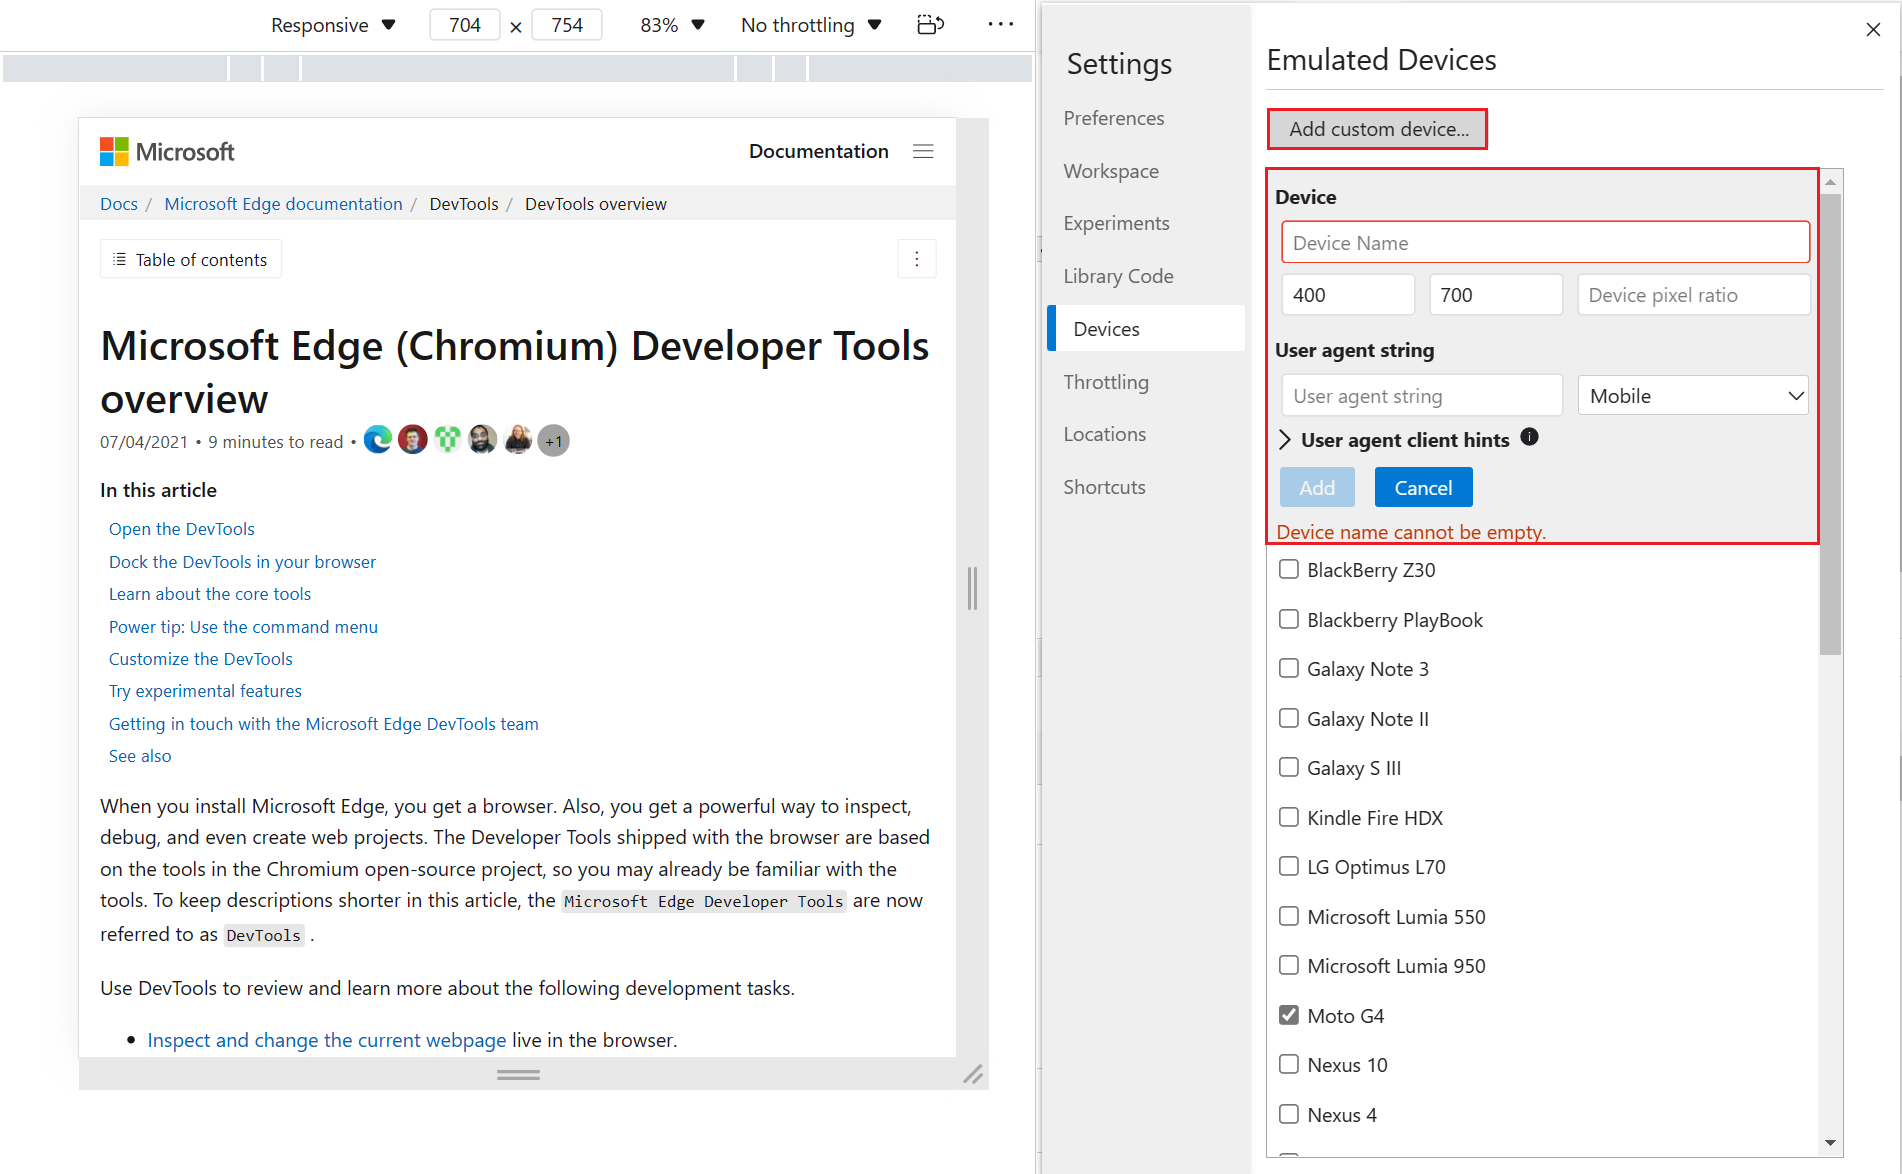 Responsive 704 × 754 83% No throttling
Microsoft
Documentation
Docs / Microsoft Edge documentation / DevTools / DevTools overview
Table of contents
Microsoft Edge (Chromium) Developer Tools
overview
07/04/2021 • 9 minutes to read • +1
In this article
Open the DevTools
Dock the DevTools in your browser
Learn about the core tools
Power tip: Use the command menu
Customize the DevTools
Try experimental features
Getting in touch with the Microsoft Edge DevTools team
See also
When you install Microsoft Edge, you get a browser. Also, you get a powerful way to inspect,
debug, and even create web projects. The Developer Tools shipped with the browser are based
on the tools in the Chromium open-source project, so you may already be familiar with the
tools. To keep descriptions shorter in this article, the Microsoft Edge Developer Tools are now
referred to as DevTools .
Use DevTools to review and learn more about the following development tasks.
• Inspect and change the current webpage live in the browser.
Settings
Preferences
Workspace
Experiments
Library Code
Devices
Throttling
Locations
Shortcuts
Emulated Devices
Add custom device...
Device
Device Name
400 700 Device pixel ratio
User agent string
User agent string Mobile
User agent client hints
Add Cancel
Device name cannot be empty.
BlackBerry Z30
Blackberry PlayBook
Galaxy Note 3
Galaxy Note II
Galaxy S III
Kindle Fire HDX
LG Optimus L70
Microsoft Lumia 550
Microsoft Lumia 950
Moto G4
Nexus 10
Nexus 4